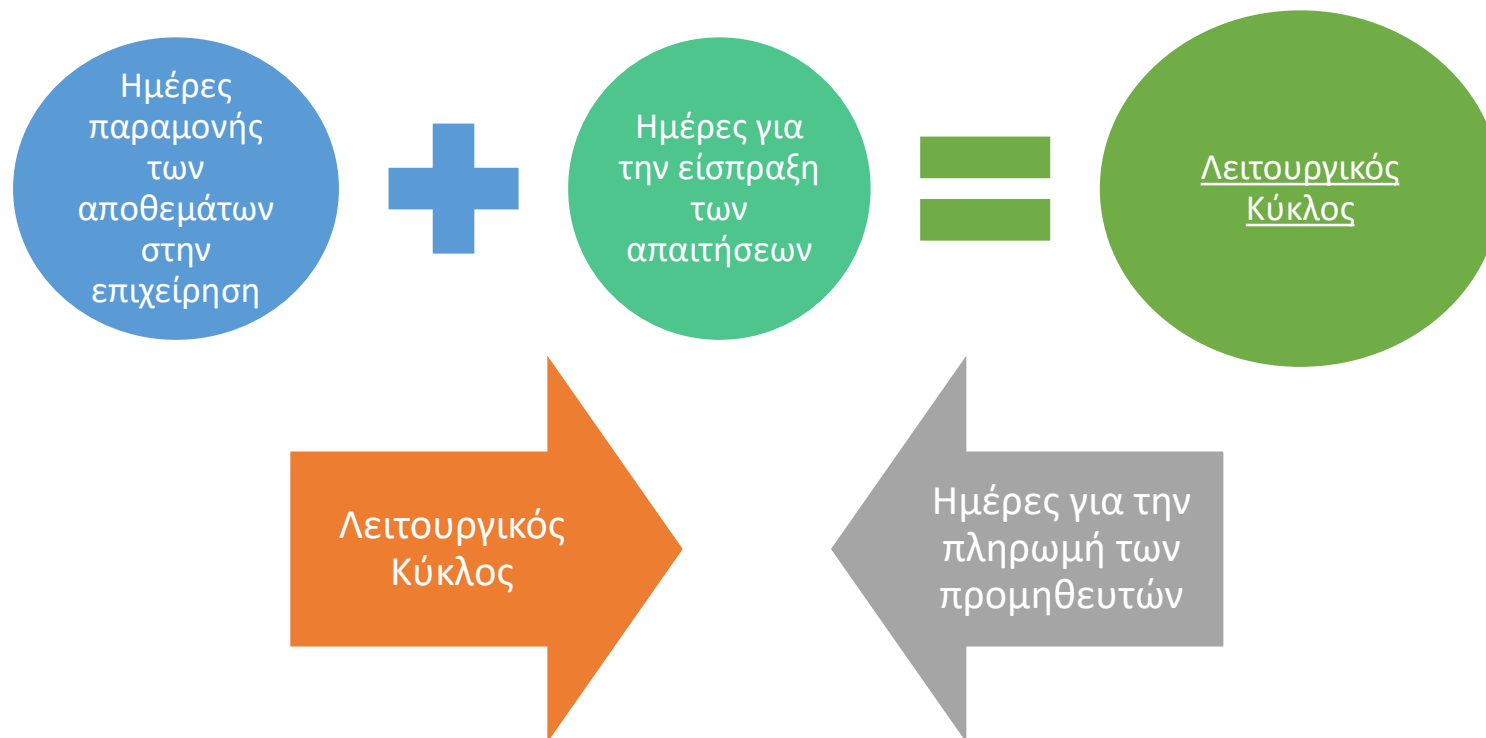 Ημέρες
παραμονής
των
αποθεμάτων
στην
επιχείρηση
Ημέρες για
την είσπραξη
των
απαιτήσεων
Λειτουργικός
Κύκλος
Λειτουργικός
Κύκλος
Ημέρες για την
πληρωμή των
προμηθευτών